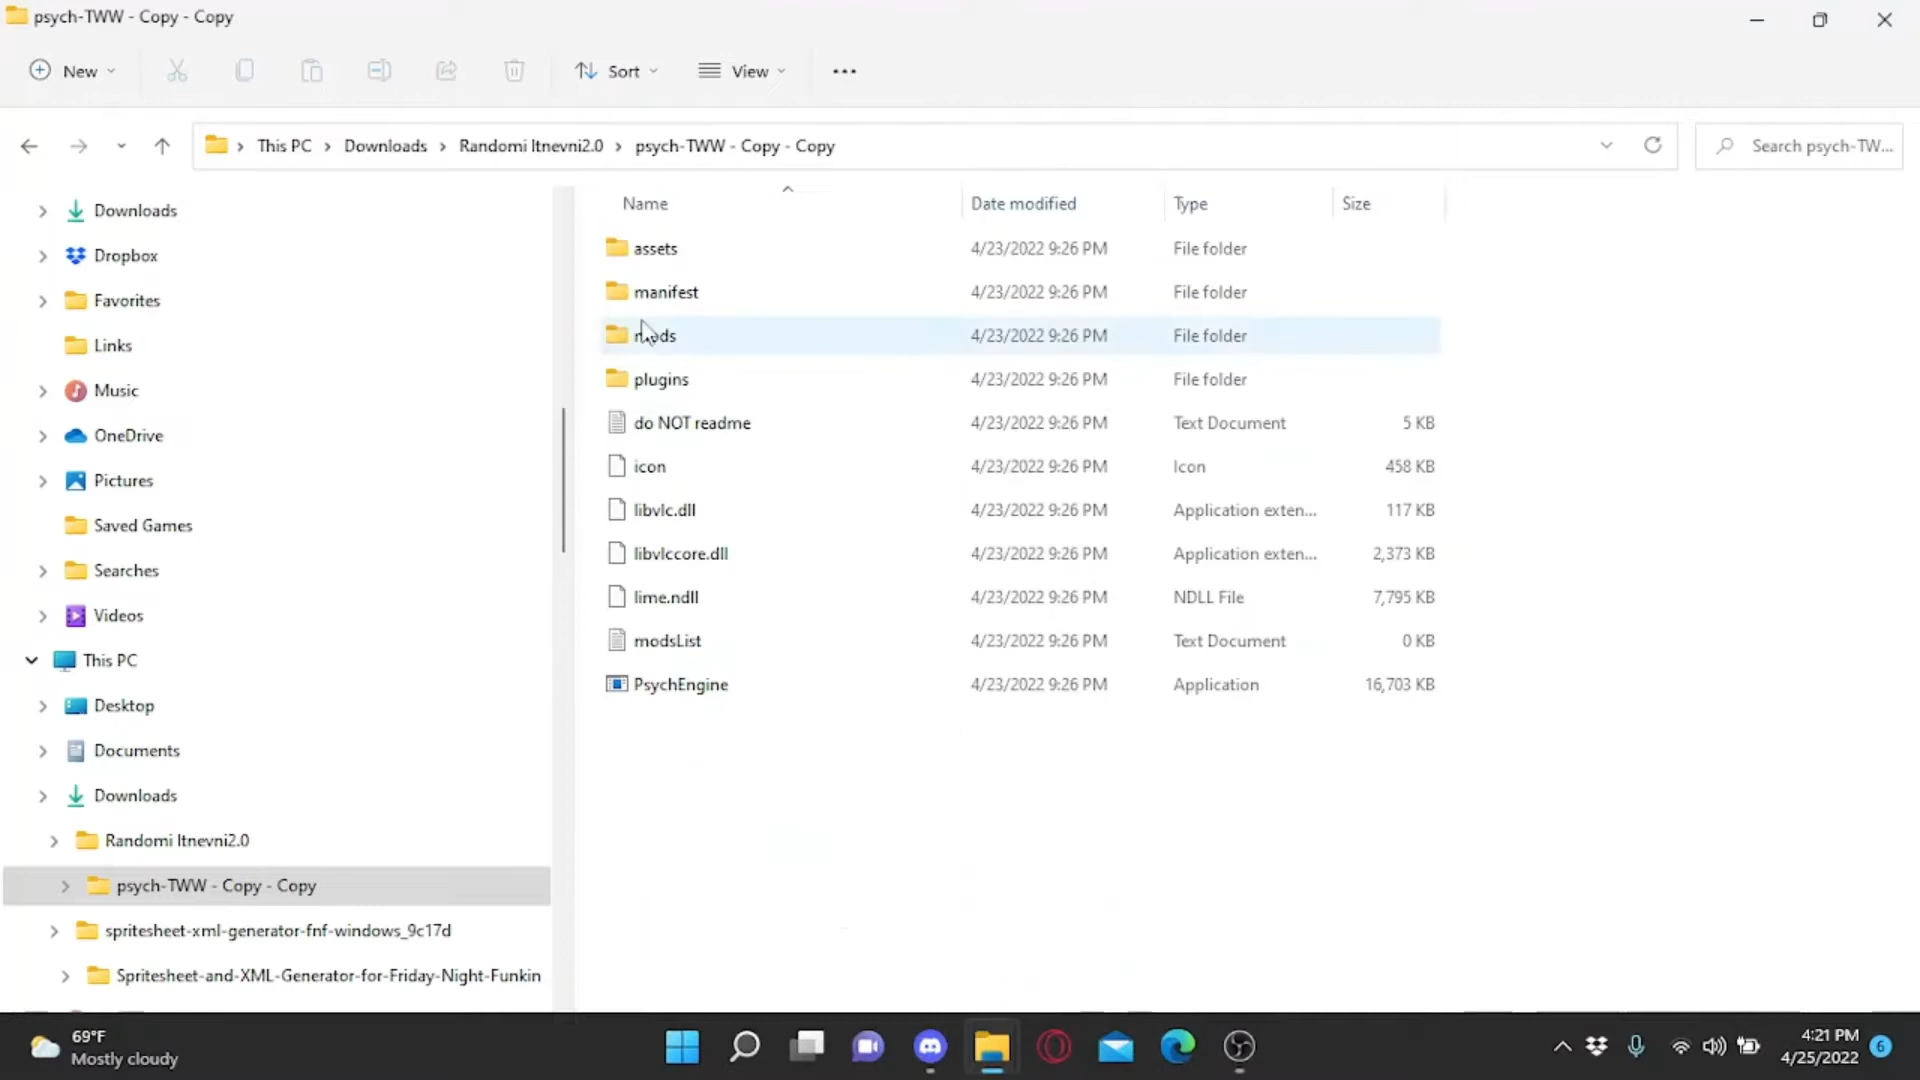 psych-TWW - Copy - Copy
New
Sort
View
This PC > Downloads > Randomi Itnevni2.0 > psych-TWW - Copy - Copy
Search psych-TW...
Downloads
Dropbox
Favorites
Links
Music
OneDrive
Pictures
Saved Games
Searches
Videos
This PC
Desktop
Documents
Downloads
Randomi Itnevni2.0
psych-TWW - Copy - Copy
spritesheet-xml-generator-fnf-windows_9c17d
Spritesheet-and-XML-Generator-for-Friday-Night-Funkin
Name Date modified Type Size
assets 4/23/2022 9:26 PM File folder
manifest 4/23/2022 9:26 PM File folder
mods 4/23/2022 9:26 PM File folder
plugins 4/23/2022 9:26 PM File folder
do NOT readme 4/23/2022 9:26 PM Text Document 5 KB
icon 4/23/2022 9:26 PM Icon 458 KB
libvlc.dll 4/23/2022 9:26 PM Application exten... 117 KB
libvlccore.dll 4/23/2022 9:26 PM Application exten... 2,373 KB
lime.ndll 4/23/2022 9:26 PM NDLL File 7,795 KB
modsList 4/23/2022 9:26 PM Text Document 0 KB
PsychEngine 4/23/2022 9:26 PM Application 16,703 KB
69°F
Mostly cloudy
4:21 PM
4/25/2022
6